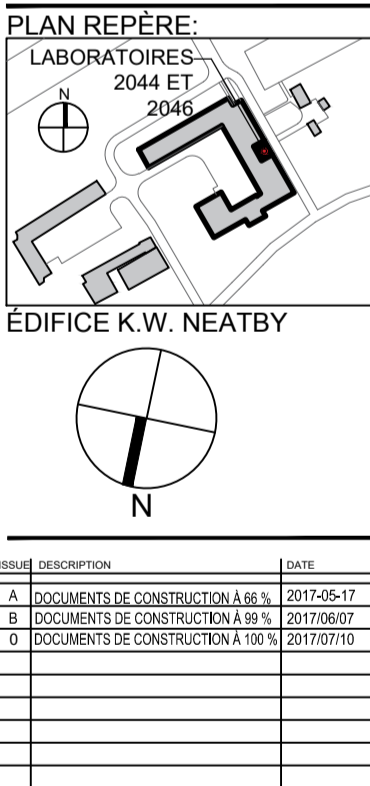 PLAN REPÈRE:
LABORATOIRES
2044 ET
2046
N
ÉDIFICE K.W. NEATBY
N
ISSUE DESCRIPTION DATE
A DOCUMENTS DE CONSTRUCTION À 66 % 2017-05-17
B DOCUMENTS DE CONSTRUCTION À 99 % 2017/06/07
0 DOCUMENTS DE CONSTRUCTION À 100 % 2017/07/10